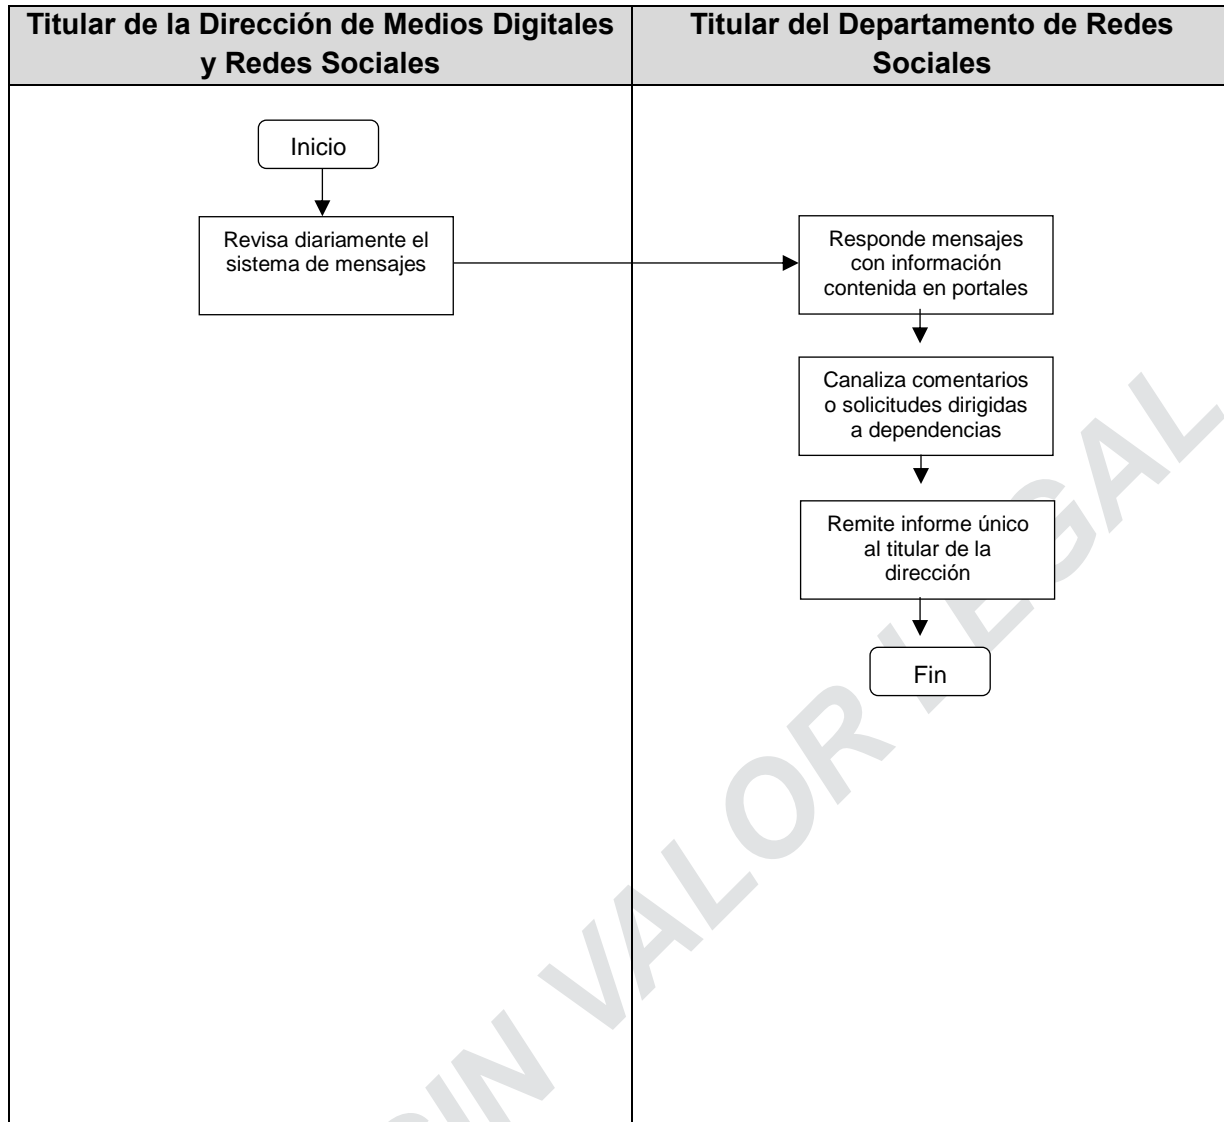 Titular de la Dirección de Medios Digitales
y Redes Sociales
Titular del Departamento de Redes
Sociales
Inicio
Revisa diariamente el
sistema de mensajes
Responde mensajes
con información
contenida en portales
Canaliza comentarios
o solicitudes dirigidas
a dependencias
Remite informe único
al titular de la
dirección
Fin
SIN VALOR LEGAL